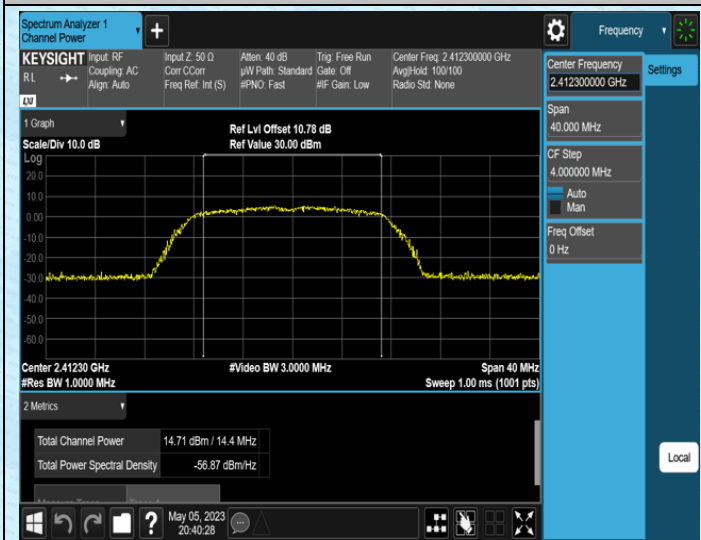 Spectrum Analyzer 1
Channel Power
+
Frequency
KEYSIGHT Input: RF Input Z: 50 Ω Atten: 40 dB Trig: Free Run Center Freq: 2.412300000 GHz
RL Coupling: AC Corr CCorr µW Path: Standard Gate: Off Avg|Hold: 100/100
Align: Auto Freq Ref: Int (S) #PNO: Fast #IF Gain: Low Radio Std: None
LXI
1 Graph
Ref Lvl Offset 10.78 dB
Scale/Div 10.0 dB Ref Value 30.00 dBm
Log
20.0
10.0
0.00
-10.0
-20.0
-30.0
-40.0
-50.0
-60.0
Center 2.41230 GHz #Video BW 3.0000 MHz Span 40 MHz
#Res BW 1.0000 MHz Sweep 1.00 ms (1001 pts)
2 Metrics
Total Channel Power 14.71 dBm / 14.4 MHz
Total Power Spectral Density -56.87 dBm/Hz
?
May 05, 2023
20:40:28
Center Frequency
2.412300000 GHz
Settings
Span
40.000 MHz
CF Step
4.000000 MHz
Auto
Man
Freq Offset
0 Hz
Local